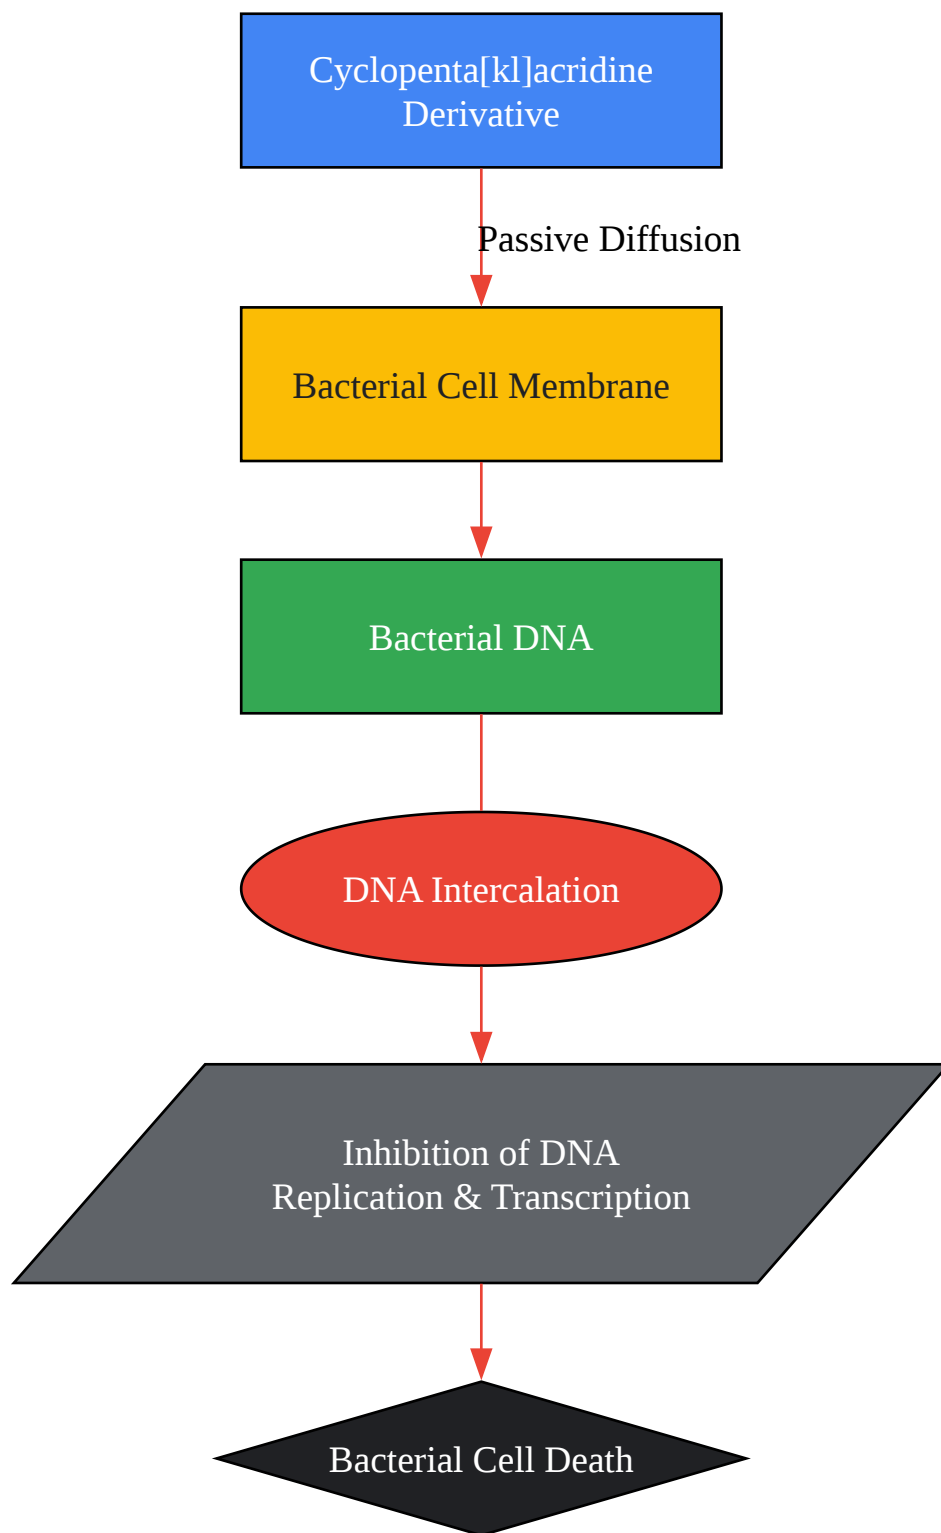 Cyclopenta[kl]acridine
Derivative
Passive Diffusion
Bacterial Cell Membrane
Bacterial DNA
DNA Intercalation
Inhibition of DNA
Replication & Transcription
Bacterial Cell Death